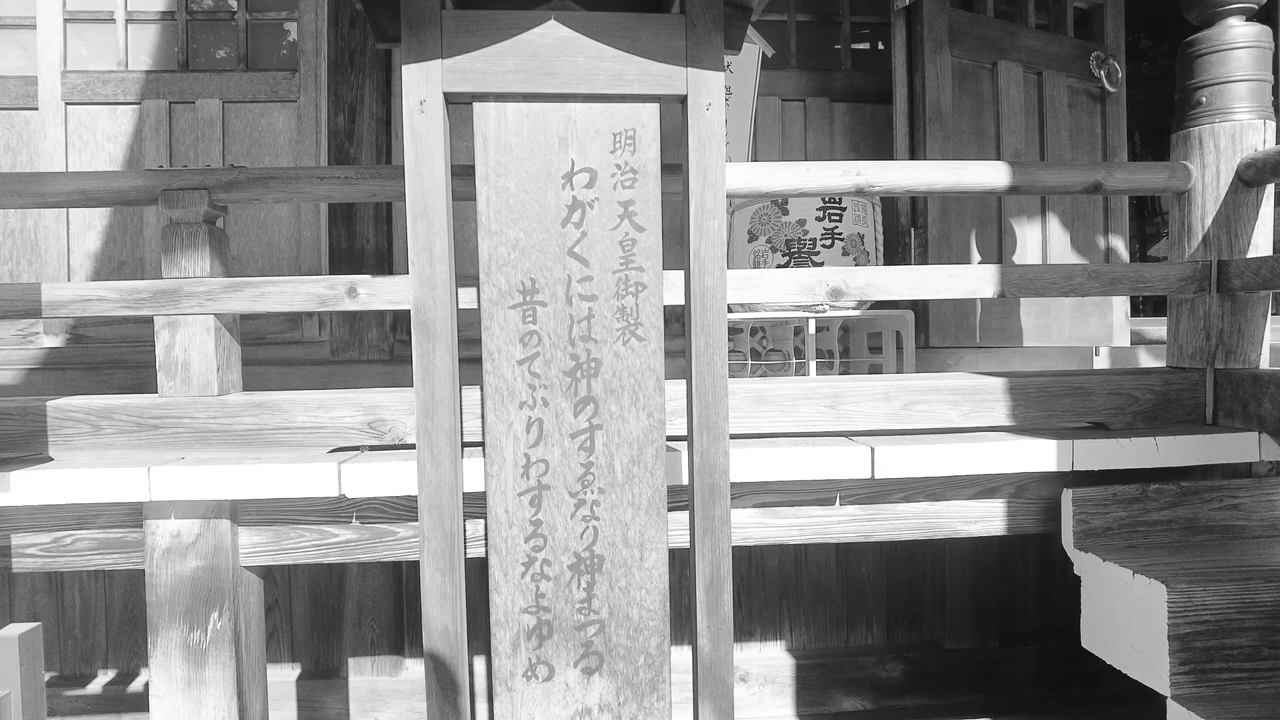 明治天皇御製
わがくには神のすゑなり神まつる
昔のてぶりわするなよゆめ
岩手
譽